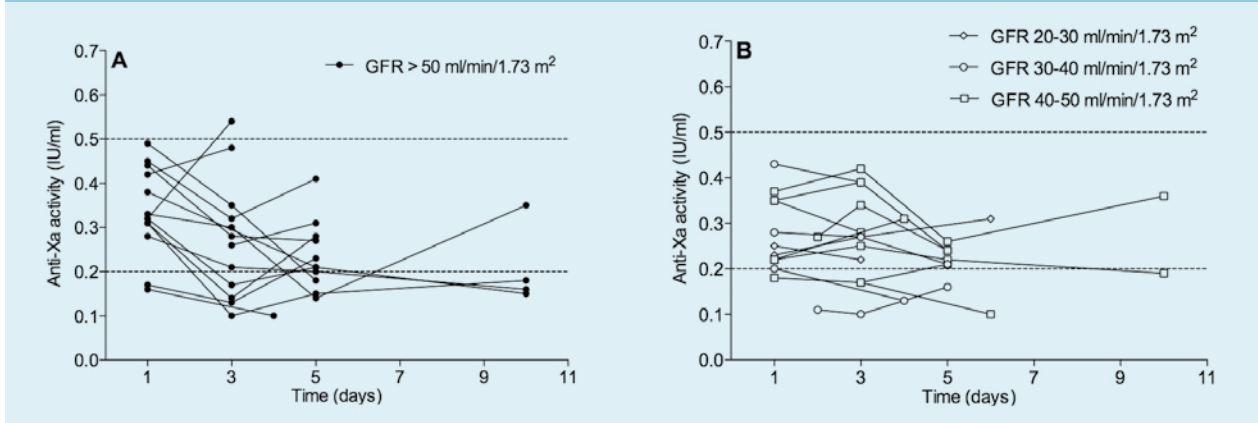 A
GFR > 50 ml/min/1.73 m²
0.7
0.6
0.5
0.4
0.3
0.2
0.1
0.0
Anti-Xa activity (IU/ml)
1 3 5 7 9 11
Time (days)
B
GFR 20-30 ml/min/1.73 m²
GFR 30-40 ml/min/1.73 m²
GFR 40-50 ml/min/1.73 m²
0.7
0.6
0.5
0.4
0.3
0.2
0.1
0.0
Anti-Xa activity (IU/ml)
1 3 5 7 9 11
Time (days)